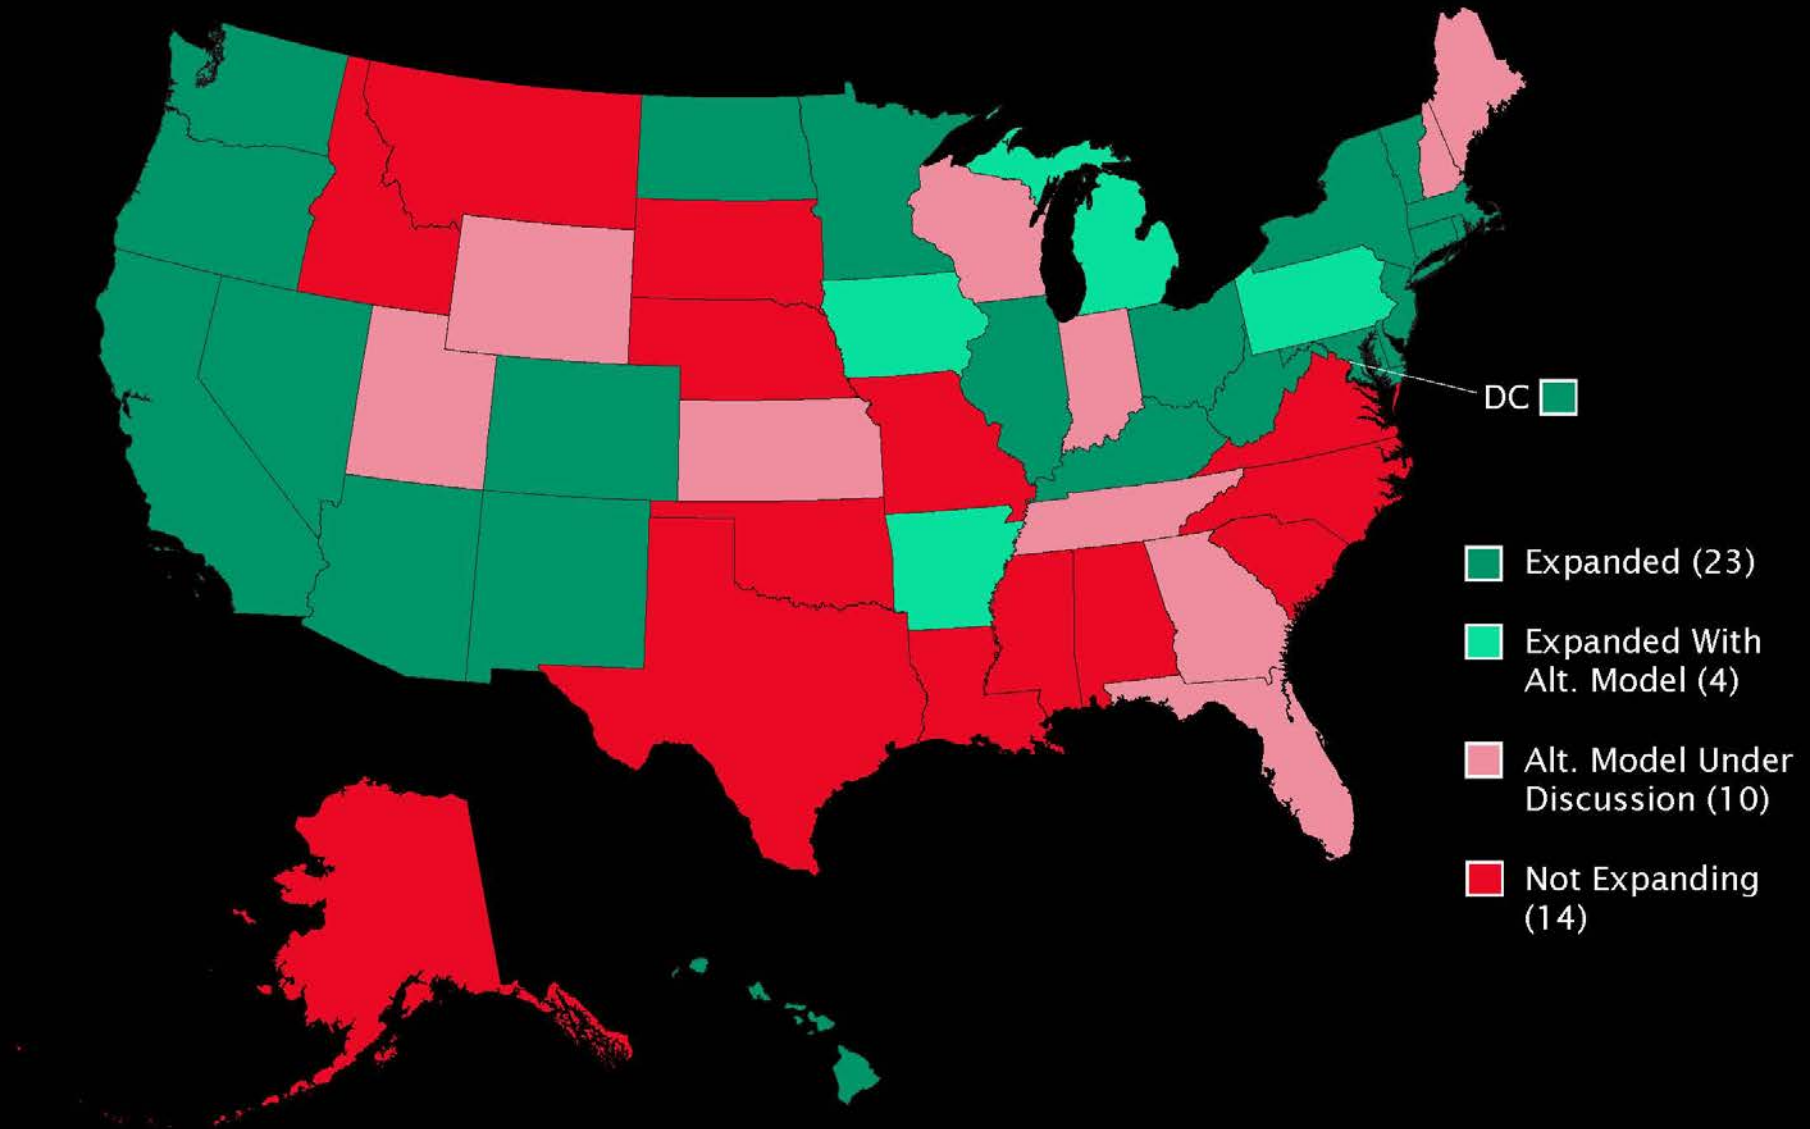 DC
Expanded (23)
Expanded With
Alt. Model (4)
Alt. Model Under
Discussion (10)
Not Expanding
(14)